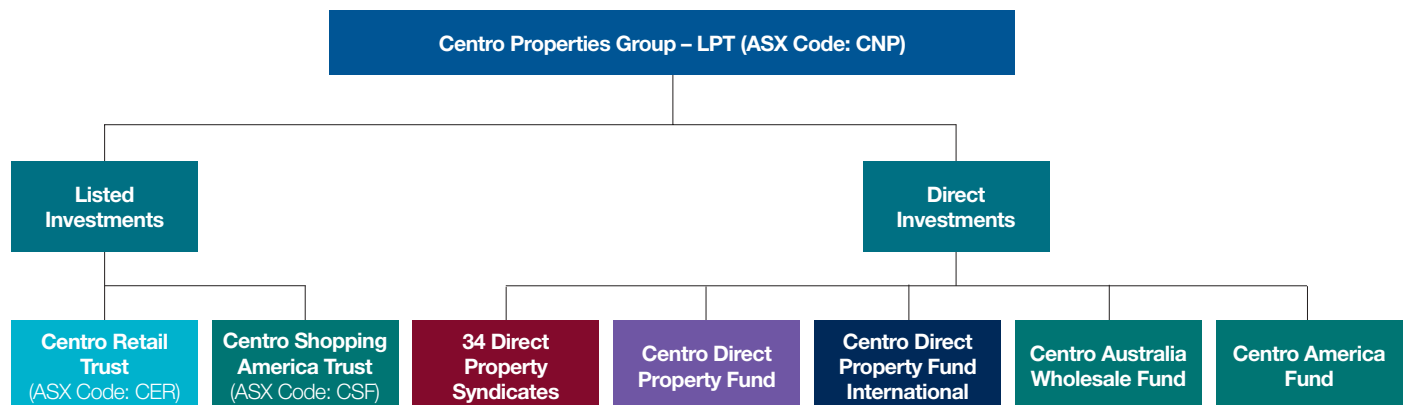 Centro Properties Group – LPT (ASX Code: CNP)
Listed
Investments
Direct
Investments
Centro Retail
Trust
(ASX Code: CER)
Centro Shopping
America Trust
(ASX Code: CSF)
34 Direct
Property
Syndicates
Centro Direct
Property Fund
Centro Direct
Property Fund
International
Centro Australia
Wholesale Fund
Centro America
Fund